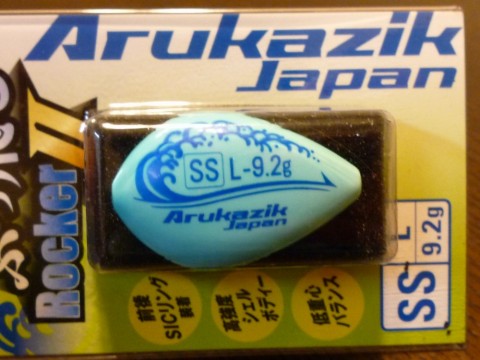 Arukazik
Japan
Rocker II
SS L-9.2g
Arukazik
Japan
SS L 9.2g
前後
SICリング
装着
高強度
シェル
ボディー
低重心
バランス